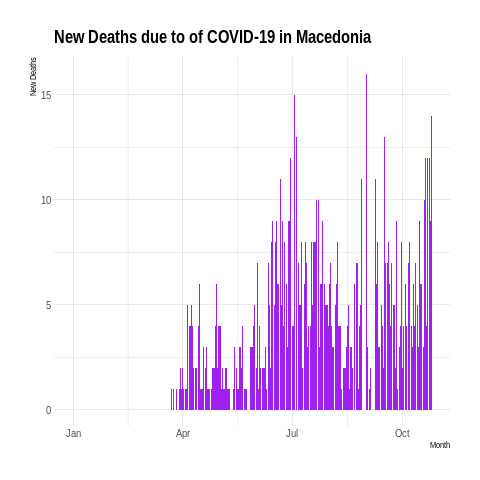 New Deaths due to of COVID-19 in Macedonia
New Deaths
15
10
5
0
Jan Apr Jul Oct
Month